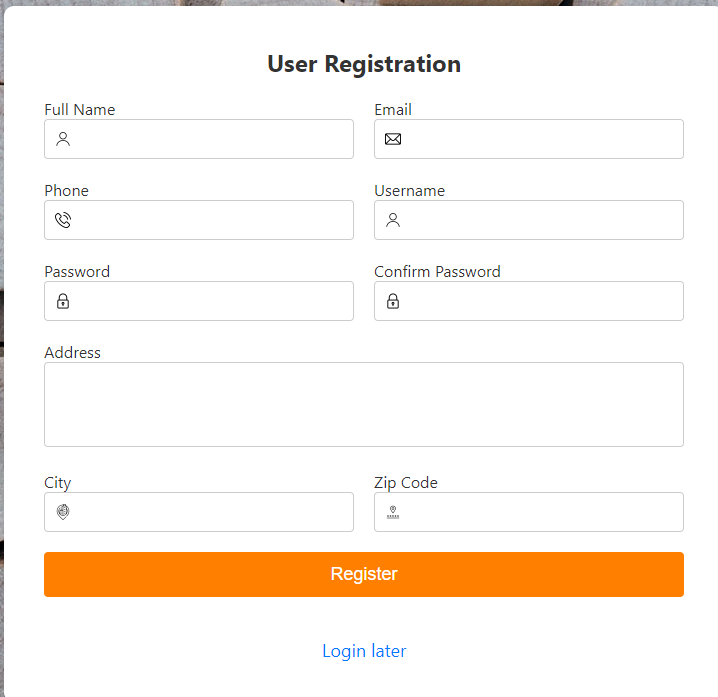 User Registration
Full Name
Email
Phone
Username
Password
Confirm Password
Address
City
Zip Code
Register
Login later